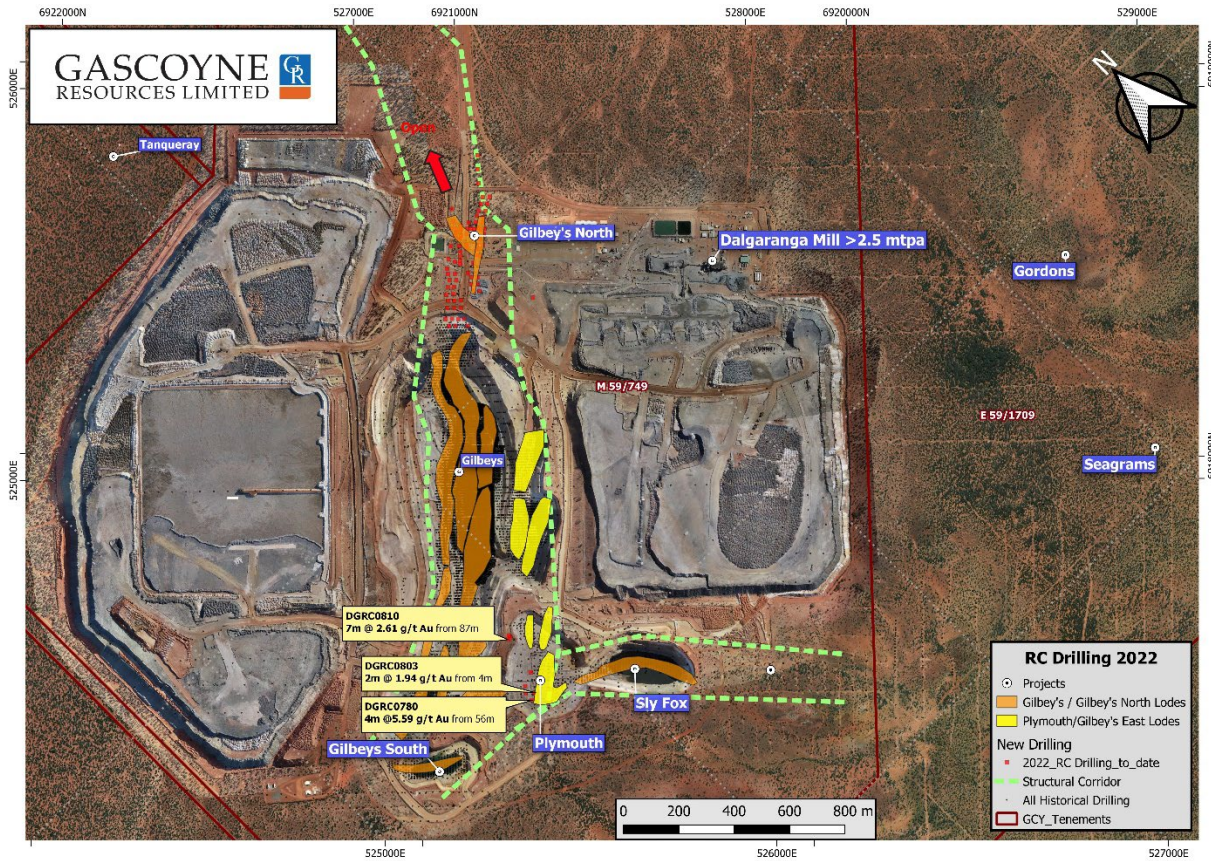 6922000N
527000E
6921000N
528000E
6920000N
529000E
GASCOYNE
RESOURCES LIMITED
GR
526000E
N
Open
Tanqueray
Gilbey's North
Dalgaranga Mill >2.5 mtpa
Gordons
M 59/749
E 59/1709
Gilbeys
Seagrams
525000E
DGRC0810
7m @ 2.61 g/t Au from 87m
DGRC0803
2m @ 1.94 g/t Au from 4m
DGRC0780
4m @5.59 g/t Au from 56m
Sly Fox
Plymouth
Gilbeys South
RC Drilling 2022
Projects
Gilbey's / Gilbey's North Lodes
Plymouth/Gilbey's East Lodes
New Drilling
2022_RC Drilling_to_date
Structural Corridor
All Historical Drilling
GCY_Tenements
0 200 400 600 800 m
525000E
526000E
527000E